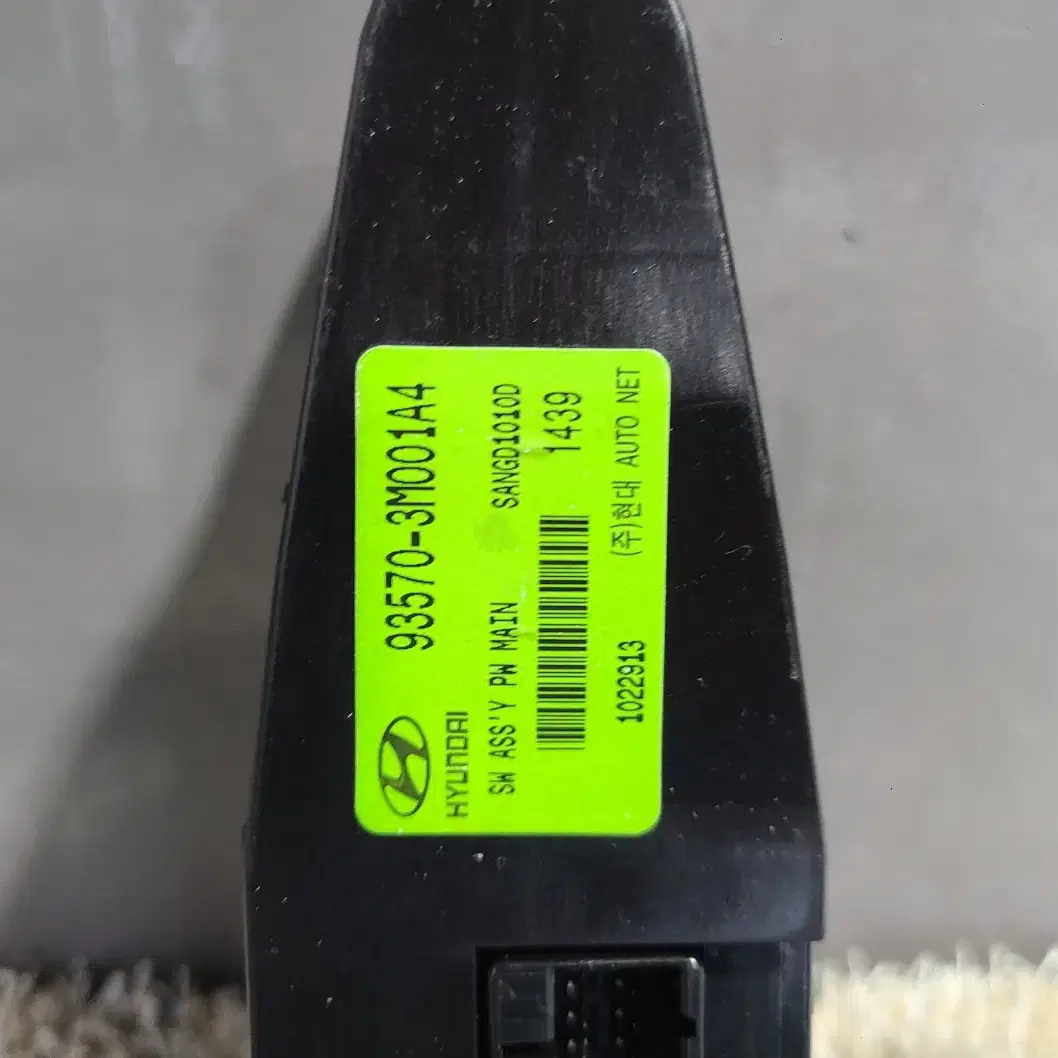 93570-3M001A4
HYUNDAI
SW ASS'Y PW MAIN SANGD1010D
1439
1022913 (주)현대 AUTO NET